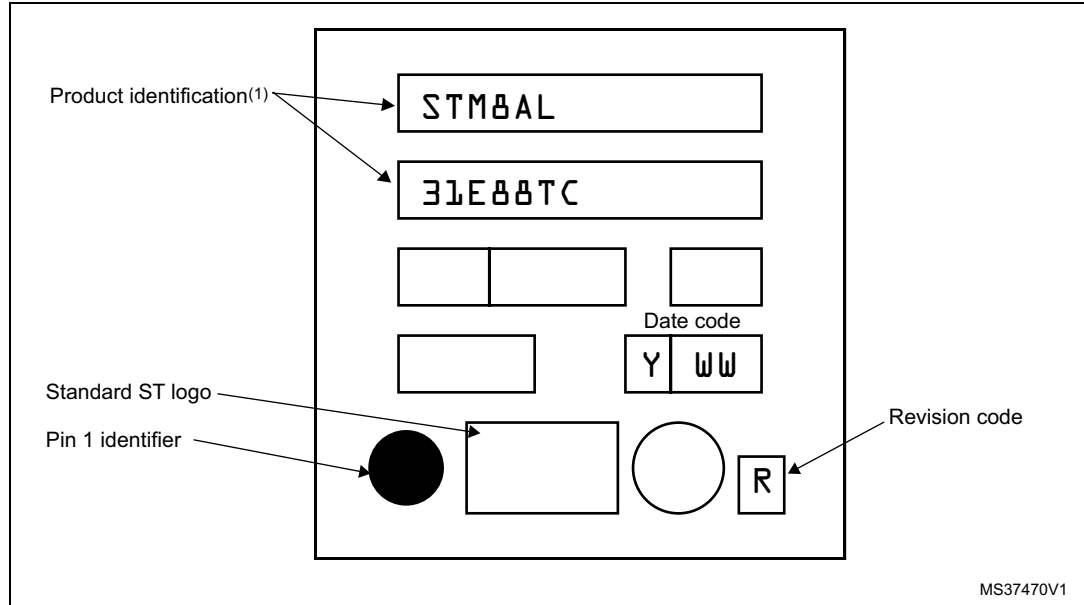 Product identification(1)
STM8AL
31E88TC
Date code
Y WW
Standard ST logo
Pin 1 identifier
Revision code
R
MS37470V1